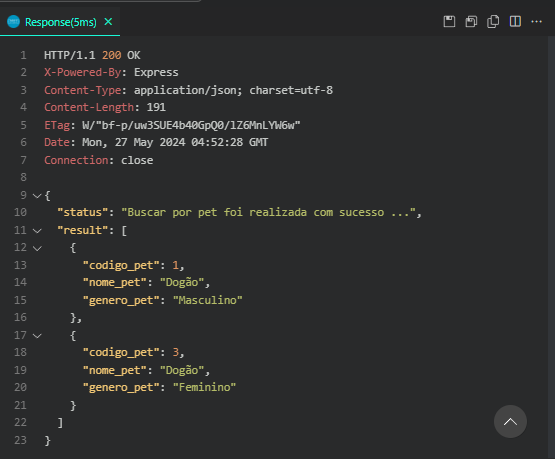 Response(5ms)
1 HTTP/1.1 200 OK
2 X-Powered-By: Express
3 Content-Type: application/json; charset=utf-8
4 Content-Length: 191
5 ETag: W/"bf-p/uw3SUE4b40GpQ0/lZ6MnLYW6w"
6 Date: Mon, 27 May 2024 04:52:28 GMT
7 Connection: close
8
9 {
10   "status": "Buscar por pet foi realizada com sucesso ...",
11   "result": [
12     {
13       "codigo_pet": 1,
14       "nome_pet": "Dogão",
15       "genero_pet": "Masculino"
16     },
17     {
18       "codigo_pet": 3,
19       "nome_pet": "Dogão",
20       "genero_pet": "Feminino"
21     }
22   ]
23 }